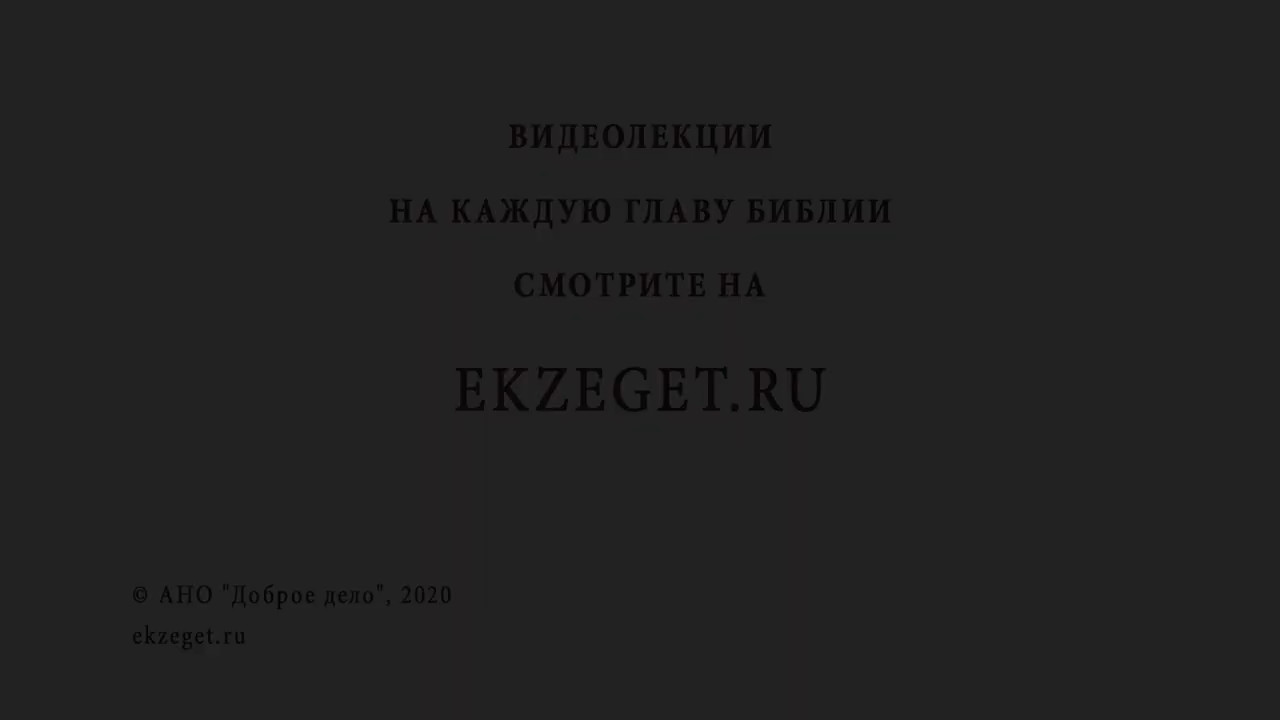 ВИДЕОЛЕКЦИИ
НА КАЖДУЮ ГЛАВУ БИБЛИИ
СМОТРИТЕ НА
EKZEGET.RU
© АНО "Доброе дело", 2020
ekzeget.ru